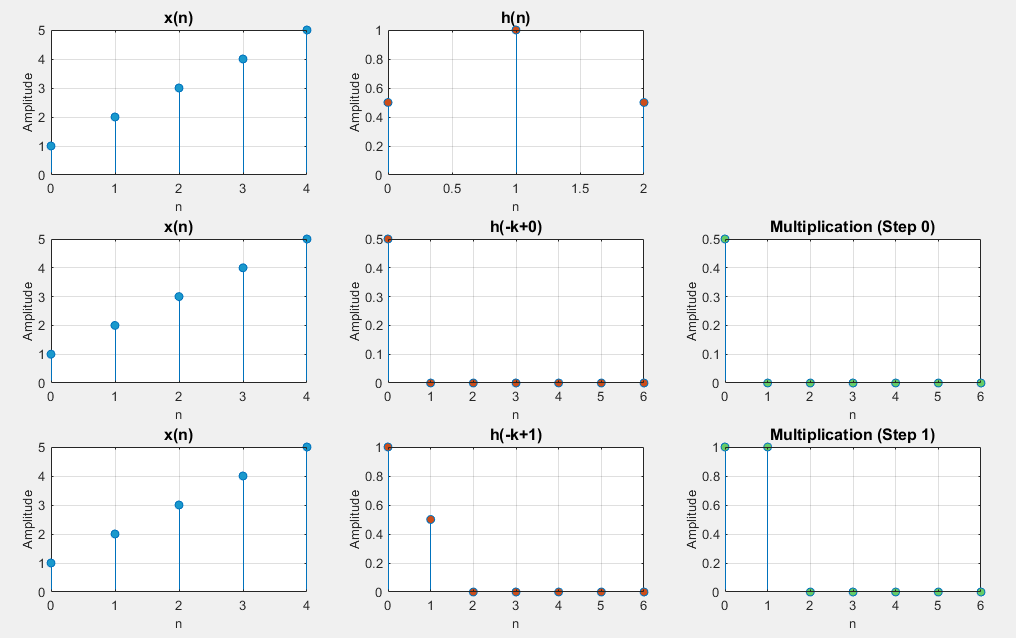 x(n)
5
4
3
2
1
0
Amplitude
0 1 2 3 4
n
h(n)
1
0.8
0.6
0.4
0.2
0
Amplitude
0 0.5 1 1.5 2
n
x(n)
5
4
3
2
1
0
Amplitude
0 1 2 3 4
n
h(-k+0)
0.5
0.4
0.3
0.2
0.1
0
Amplitude
0 1 2 3 4 5 6
n
Multiplication (Step 0)
0.5
0.4
0.3
0.2
0.1
0
Amplitude
0 1 2 3 4 5 6
n
x(n)
5
4
3
2
1
0
Amplitude
0 1 2 3 4
n
h(-k+1)
1
0.8
0.6
0.4
0.2
0
Amplitude
0 1 2 3 4 5 6
n
Multiplication (Step 1)
1
0.8
0.6
0.4
0.2
0
Amplitude
0 1 2 3 4 5 6
n